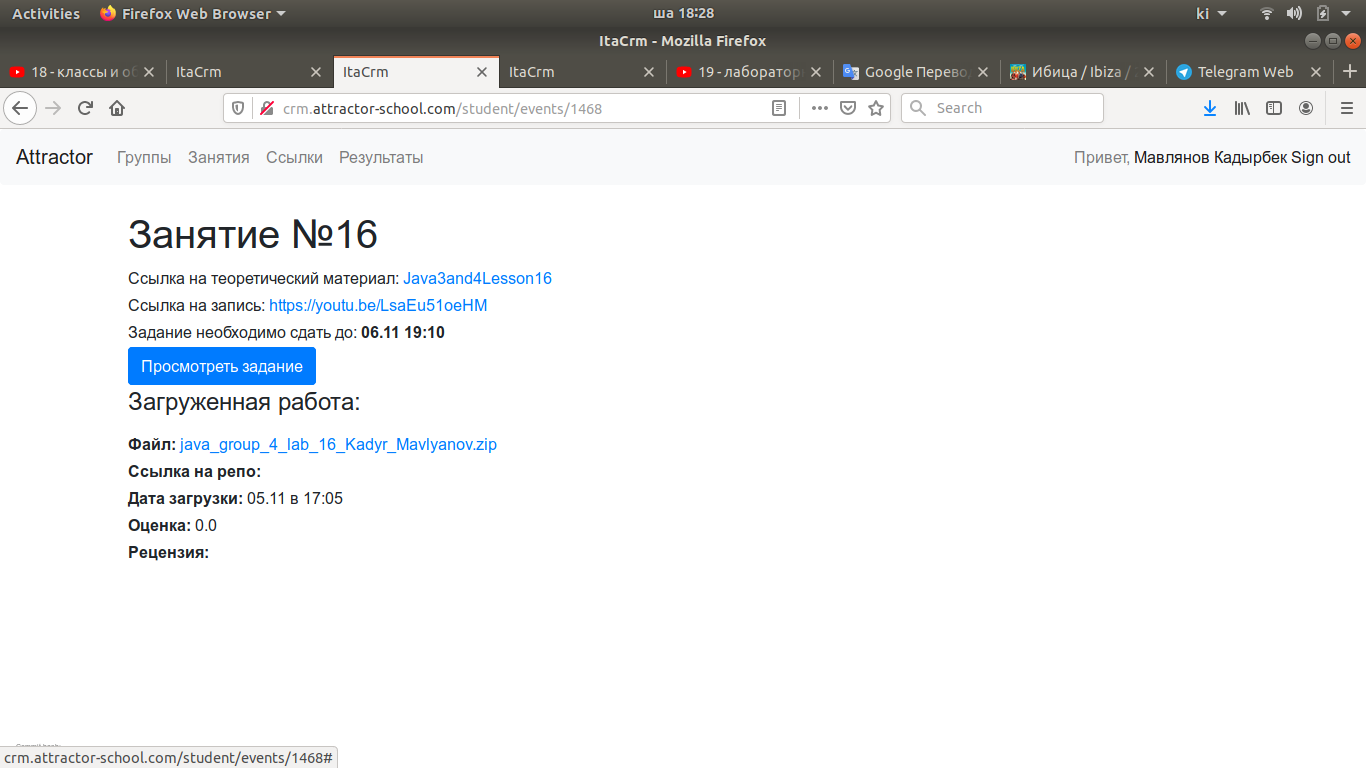 Activities Firefox Web Browser ша 18:28 ki
ItaCrm - Mozilla Firefox
18 - классы и об ItaCrm ItaCrm ItaCrm 19 - лаборатор Google Перево Ибица / Ibiza / Telegram Web
crm.attractor-school.com/student/events/1468 Search
Attractor Группы Занятия Ссылки Результаты Привет, Мавлянов Кадырбек Sign out
Занятие №16
Ссылка на теоретический материал: Java3and4Lesson16
Ссылка на запись: https://youtu.be/LsaEu51oeHM
Задание необходимо сдать до: 06.11 19:10
Просмотреть задание
Загруженная работа:
Файл: java_group_4_lab_16_Kadyr_Mavlyanov.zip
Ссылка на репо:
Дата загрузки: 05.11 в 17:05
Оценка: 0.0
Рецензия:
crm.attractor-school.com/student/events/1468#